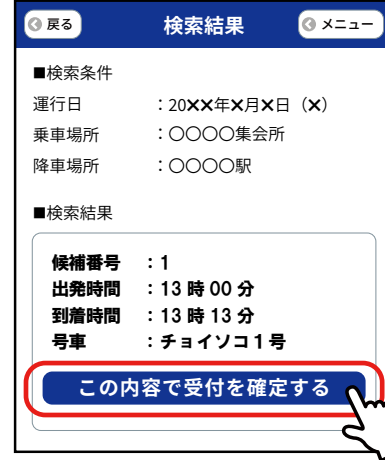 戻る 検索結果 メニュー
■検索条件
運行日 ：20××年×月×日（×）
乗車場所 ：○○○○集会所
降車場所 ：○○○○駅
■検索結果
候補番号 ：1
出発時間 ：13 時 00 分
到着時間 ：13 時 13 分
号車 ：チョイソコ1号
この内容で受付を確定する